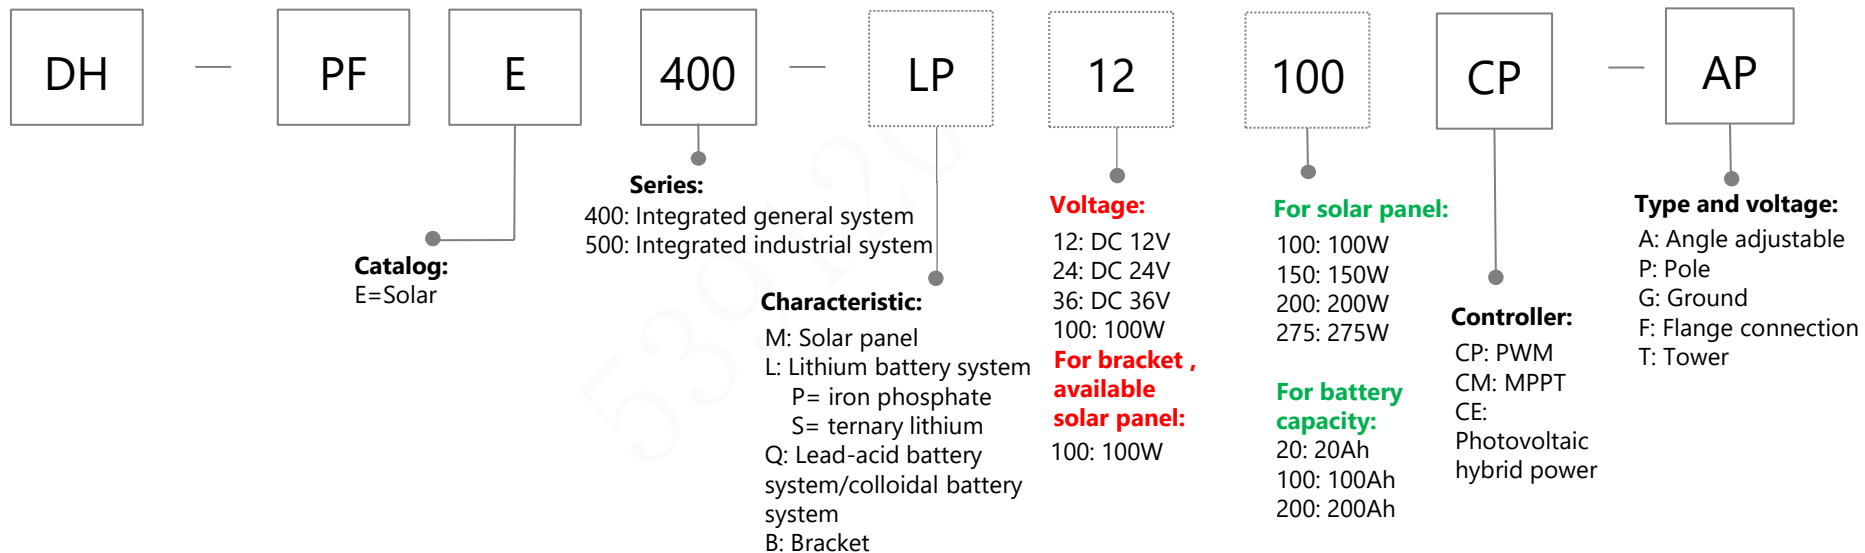 DH — PF E 400 — LP 12 100 CP — AP
Series:
400: Integrated general system
500: Integrated industrial system
Catalog:
E=Solar
Characteristic:
M: Solar panel
L: Lithium battery system
P= iron phosphate
S= ternary lithium
Q: Lead-acid battery
system/colloidal battery
system
B: Bracket
Voltage:
12: DC 12V
24: DC 24V
36: DC 36V
100: 100W
For bracket ,
available
solar panel:
100: 100W
For solar panel:
100: 100W
150: 150W
200: 200W
275: 275W
For battery
capacity:
20: 20Ah
100: 100Ah
200: 200Ah
Controller:
CP: PWM
CM: MPPT
CE:
Photovoltaic
hybrid power
Type and voltage:
A: Angle adjustable
P: Pole
G: Ground
F: Flange connection
T: Tower
539120